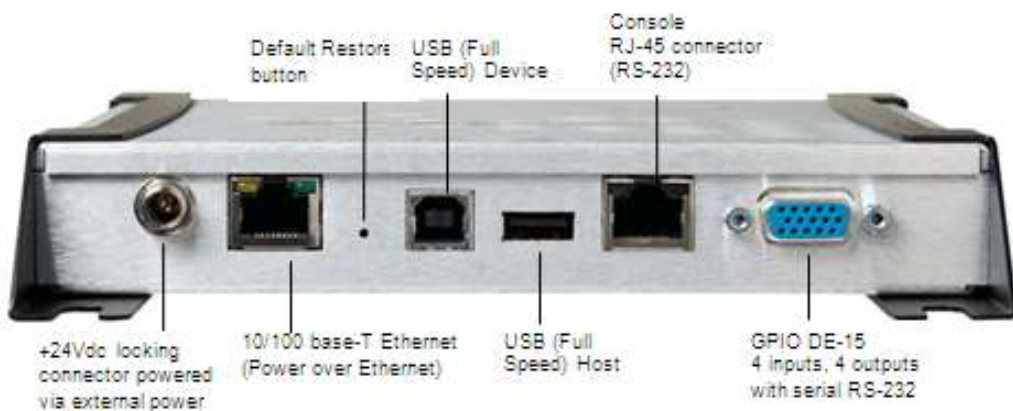 Default Restore
button
USB (Full
Speed) Device
Console
RJ-45 connector
(RS-232)
+24Vdc locking
connector powered
via external power
10/100 base-T Ethernet
(Power over Ethernet)
USB (Full
Speed) Host
GPIO DE-15
4 inputs, 4 outputs
with serial RS-232